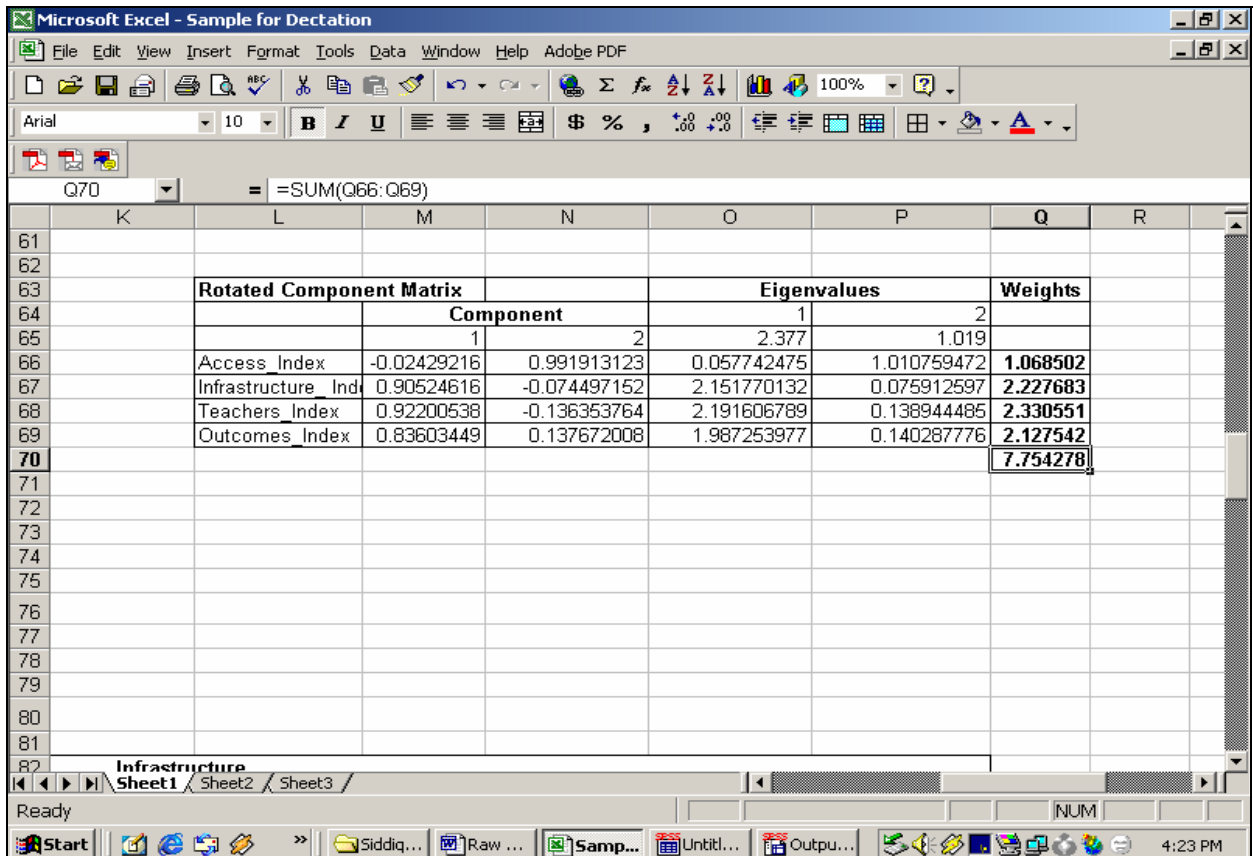 Microsoft Excel - Sample for Dectation
File Edit View Insert Format Tools Data Window Help Adobe PDF
100%
Arial 10 B I U $ % ,
Q70 = =SUM(Q66:Q69)
K L M N O P Q R
61
62
63 Rotated Component Matrix Eigenvalues Weights
64 Component 1 2
65 1 2 2.377 1.019
66 Access_Index -0.02429216 0.991913123 0.057742475 1.010759472 1.068502
67 Infrastructure_ Ind 0.90524616 -0.074497152 2.151770132 0.075912597 2.227683
68 Teachers_Index 0.92200538 -0.136353764 2.191606789 0.138944485 2.330551
69 Outcomes_Index 0.83603449 0.137672008 1.987253977 0.140287776 2.127542
70 7.754278
71
72
73
74
75
76
77
78
79
80
81
82 Infrastructure
Sheet1 Sheet2 Sheet3
Ready NUM
Start » Siddiq... Raw ... Samp... Untitl... Outpu... 4:23 PM